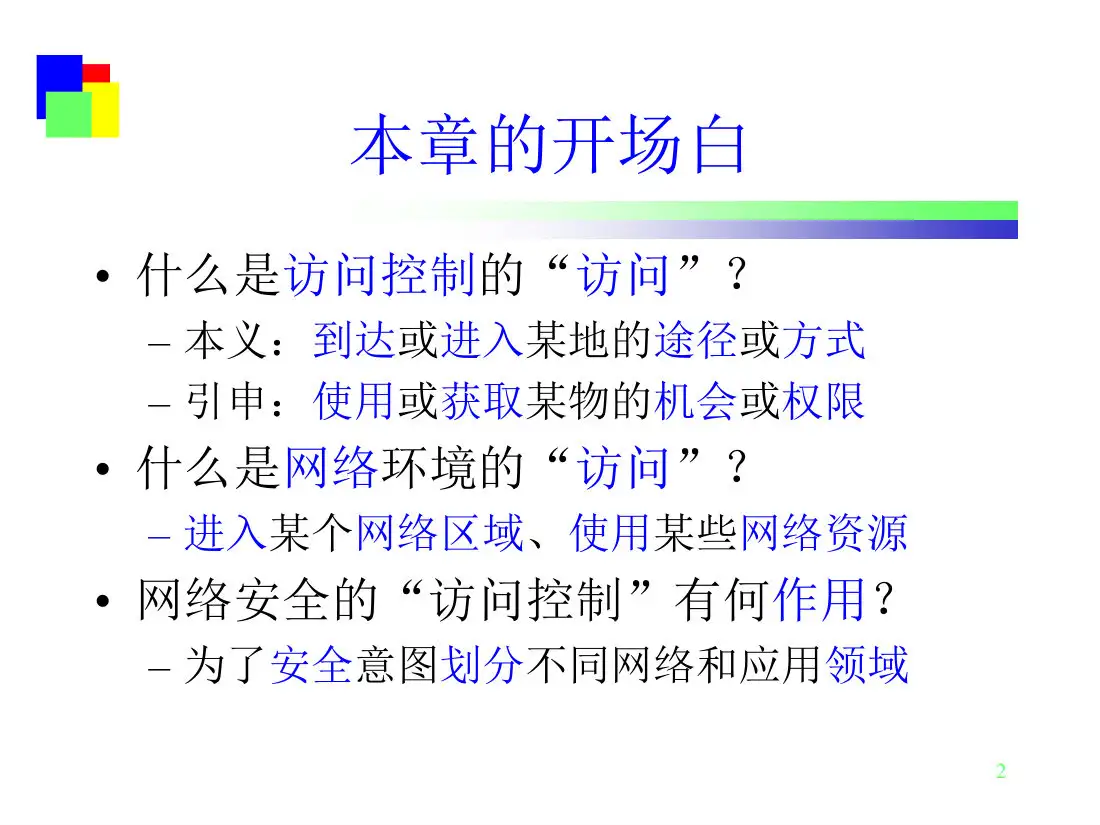 本章的开场白
• 什么是访问控制的“访问”？
– 本义：到达或进入某地的途径或方式
– 引申：使用或获取某物的机会或权限
• 什么是网络环境的“访问”？
– 进入某个网络区域、使用某些网络资源
• 网络安全的“访问控制”有何作用？
– 为了安全意图划分不同网络和应用领域
2